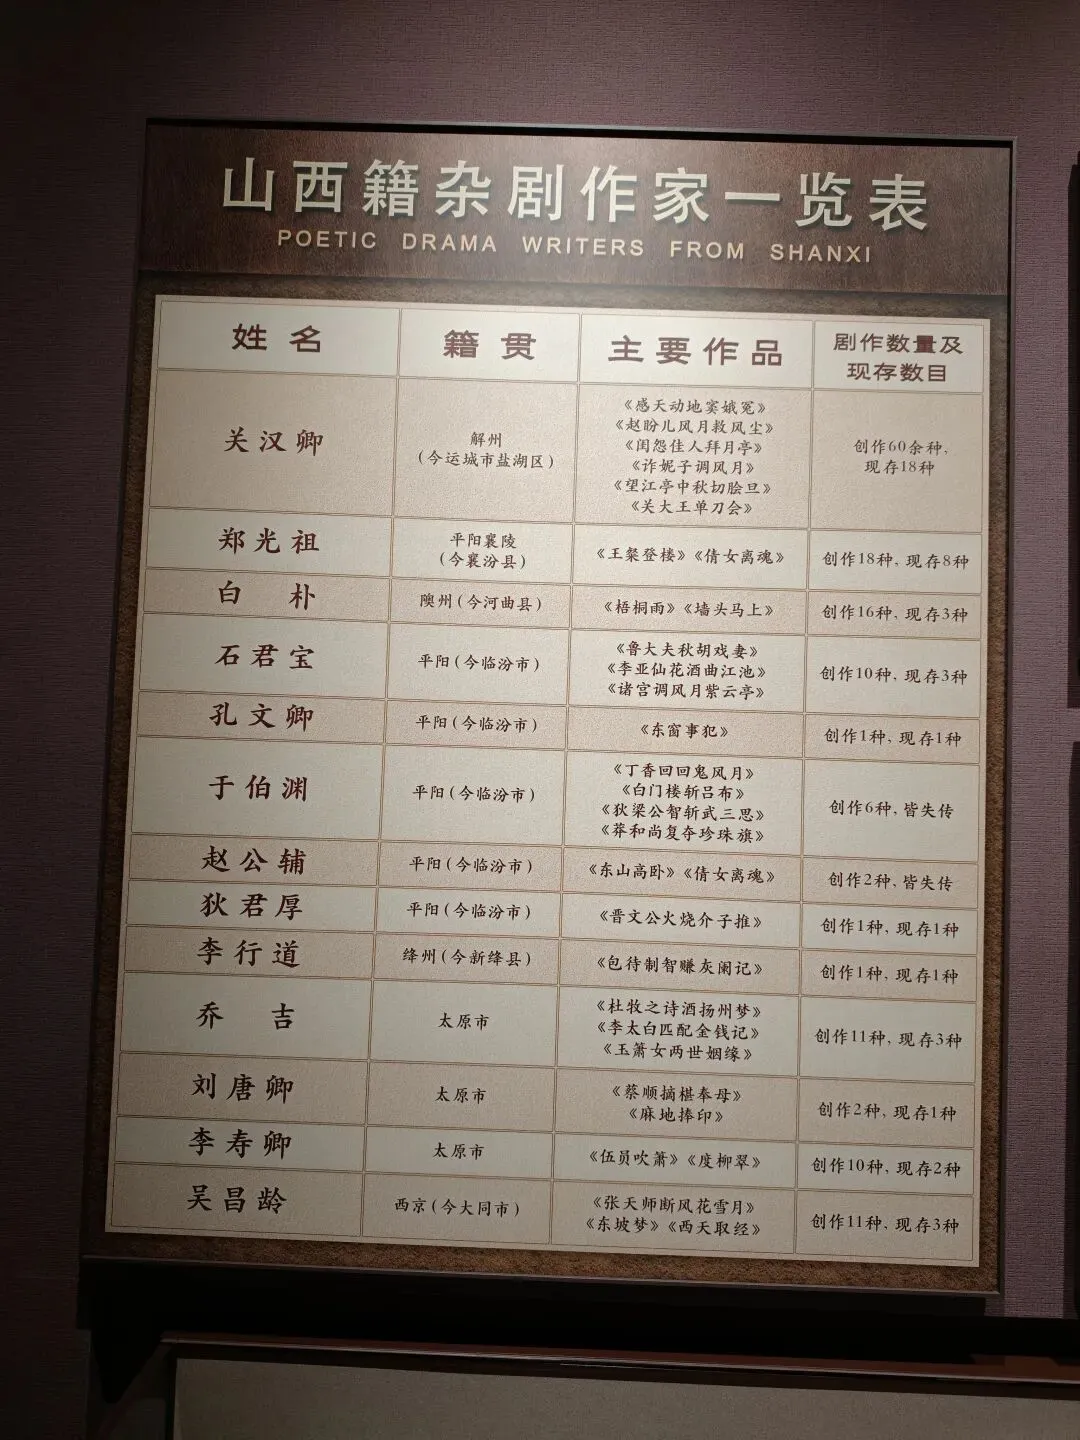 山西籍杂剧作家一览表
POETIC DRAMA WRITERS FROM SHANXI
姓名 籍贯 主要作品 剧作数量及
现存数目
关汉卿
解州
(今运城市盐湖区)
《感天动地窦娥冤》
《赵盼儿风月救风尘》
《闺怨佳人拜月亭》
《诈妮子调风月》
《望江亭中秋切脍旦》
《关大王单刀会》
创作60余种,
现存18种
郑光祖
平阳襄陵
(今襄汾县)
《王粲登楼》《倩女离魂》
创作18种, 现存8种
白朴
隩州(今河曲县)
《梧桐雨》《墙头马上》
创作16种, 现存3种
石君宝
平阳(今临汾市)
《鲁大夫秋胡戏妻》
《李亚仙花酒曲江池》
《诸宫调风月紫云亭》
创作10种, 现存3种
孔文卿
平阳(今临汾市)
《东窗事犯》
创作1种, 现存1种
于伯渊
平阳(今临汾市)
《丁香回回鬼风月》
《白门楼斩吕布》
《狄梁公智斩武三思》
《莽和尚复夺珍珠旗》
创作6种, 皆失传
赵公辅
平阳(今临汾市)
《东山高卧》《倩女离魂》
创作2种, 皆失传
狄君厚
平阳(今临汾市)
《晋文公火烧介子推》
创作1种, 现存1种
李行道
绛州(今新绛县)
《包待制智赚灰阑记》
创作1种, 现存1种
乔吉
太原市
《杜牧之诗酒扬州梦》
《李太白匹配金钱记》
《玉箫女两世姻缘》
创作11种, 现存3种
刘唐卿
太原市
《蔡顺摘椹奉母》
《麻地捧印》
创作2种, 现存1种
李寿卿
太原市
《伍员吹箫》《度柳翠》
创作10种, 现存2种
吴昌龄
西京(今大同市)
《张天师断风花雪月》
《东坡梦》《西天取经》
创作11种, 现存3种